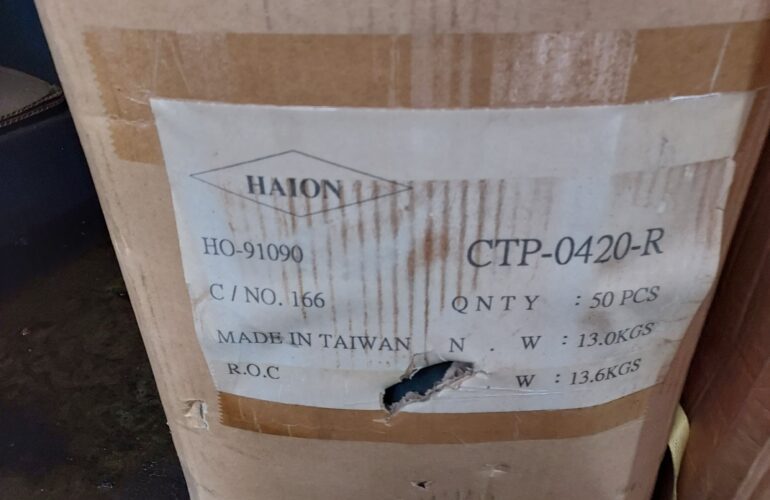 HAION
HO-91090 CTP-0420-R
C / NO. 166 QNTY : 50 PCS
MADE IN TAIWAN N . W : 13.0KGS
R.O.C W : 13.6KGS